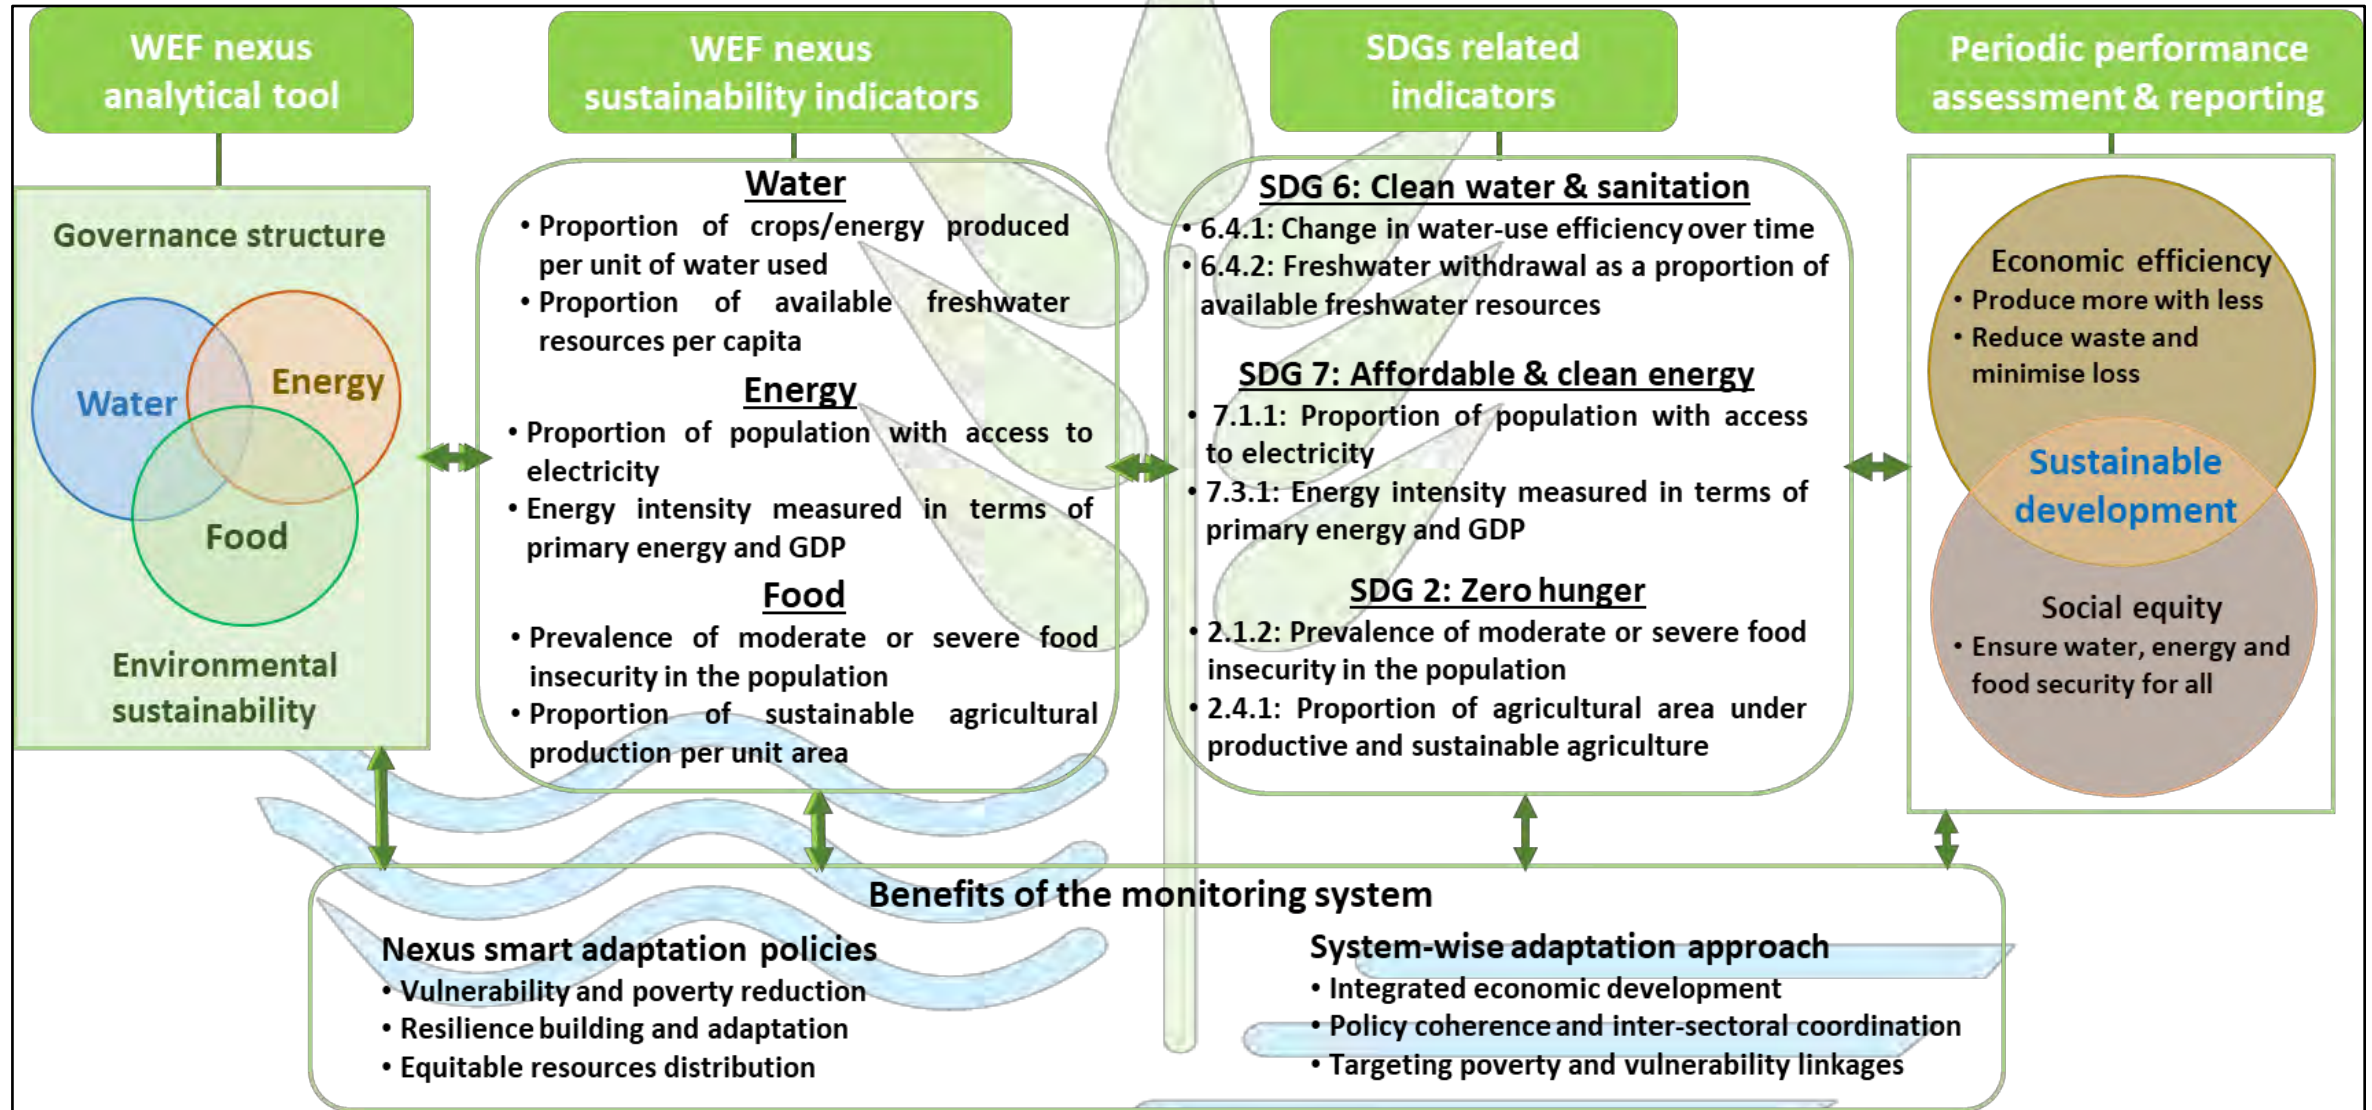 WEF nexus
analytical tool
Governance structure
Water
Energy
Food
Environmental
sustainability
WEF nexus
sustainability indicators
Water
• Proportion of crops/energy produced
per unit of water used
• Proportion of available freshwater
resources per capita
Energy
• Proportion of population with access to
electricity
• Energy intensity measured in terms of
primary energy and GDP
Food
• Prevalence of moderate or severe food
insecurity in the population
• Proportion of sustainable agricultural
production per unit area
SDGs related
indicators
SDG 6: Clean water & sanitation
• 6.4.1: Change in water-use efficiency over time
• 6.4.2: Freshwater withdrawal as a proportion of
available freshwater resources
SDG 7: Affordable & clean energy
• 7.1.1: Proportion of population with access
to electricity
• 7.3.1: Energy intensity measured in terms of
primary energy and GDP
SDG 2: Zero hunger
• 2.1.2: Prevalence of moderate or severe food
insecurity in the population
• 2.4.1: Proportion of agricultural area under
productive and sustainable agriculture
Periodic performance
assessment & reporting
Economic efficiency
• Produce more with less
• Reduce waste and
minimise loss
Sustainable
development
Social equity
• Ensure water, energy and
food security for all
Benefits of the monitoring system
Nexus smart adaptation policies
• Vulnerability and poverty reduction
• Resilience building and adaptation
• Equitable resources distribution
System-wise adaptation approach
• Integrated economic development
• Policy coherence and inter-sectoral coordination
• Targeting poverty and vulnerability linkages